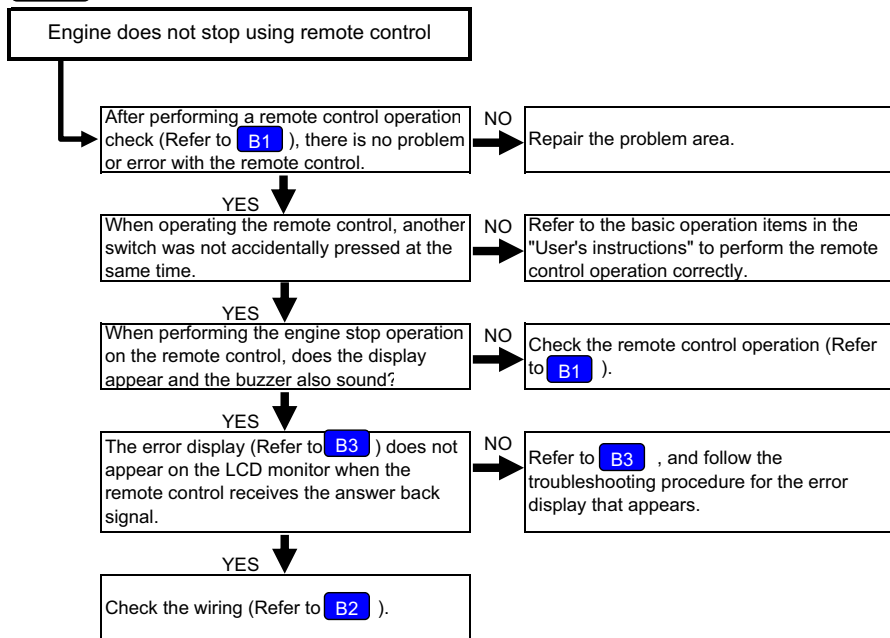 Engine does not stop using remote control
After performing a remote control operation
check (Refer to B1 ), there is no problem
or error with the remote control.
NO
Repair the problem area.
YES
When operating the remote control, another
switch was not accidentally pressed at the
same time.
NO
Refer to the basic operation items in the
"User's instructions" to perform the remote
control operation correctly.
YES
When performing the engine stop operation
on the remote control, does the display
appear and the buzzer also sound?
NO
Check the remote control operation (Refer
to B1 ).
YES
The error display (Refer to B3 ) does not
appear on the LCD monitor when the
remote control receives the answer back
signal.
NO
Refer to B3 , and follow the
troubleshooting procedure for the error
display that appears.
YES
Check the wiring (Refer to B2 ).